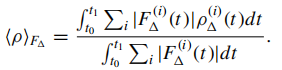 ⟨ρ⟩_{F_Δ} = \frac{\int_{t_0}^{t_1} \sum_i |F_Δ^{(i)}(t)| ρ_Δ^{(i)}(t) dt}{\int_{t_0}^{t_1} \sum_i |F_Δ^{(i)}(t)| dt}.